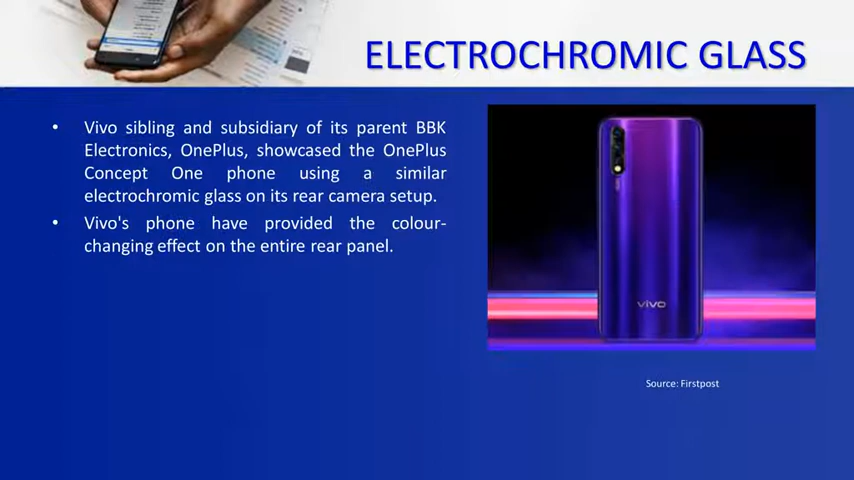 ELECTROCHROMIC GLASS
• Vivo sibling and subsidiary of its parent BBK
Electronics, OnePlus, showcased the OnePlus
Concept One phone using a similar
electrochromic glass on its rear camera setup.
• Vivo's phone have provided the colour-
changing effect on the entire rear panel.
vivo
Source: Firstpost